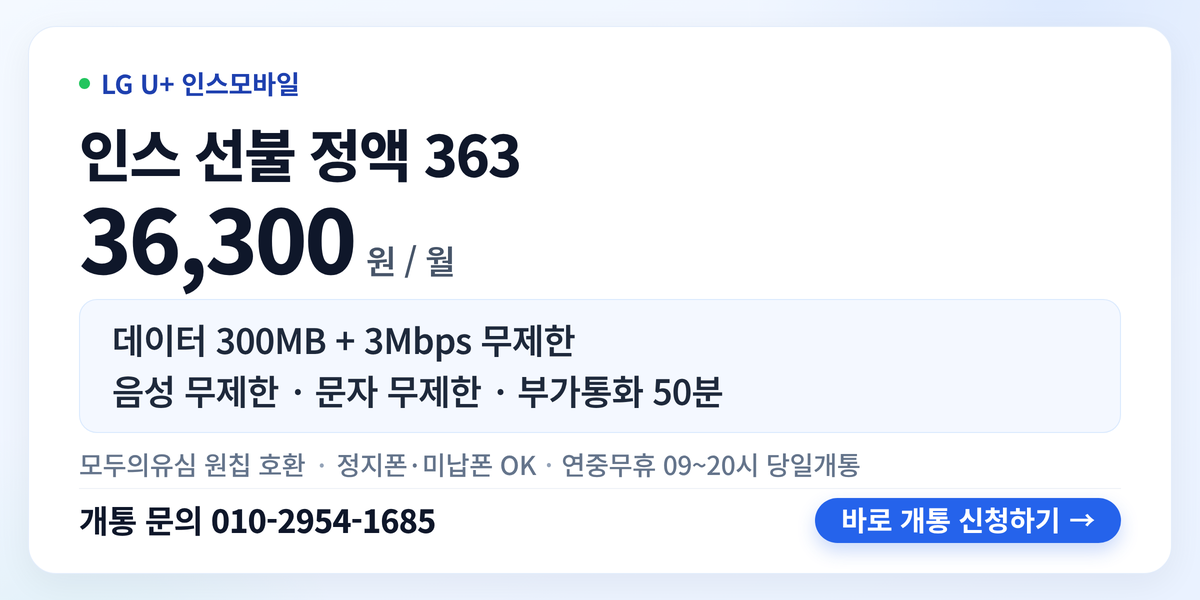 LG U+ 인스모바일
인스 선불 정액 363
36,300 원 / 월
데이터 300MB + 3Mbps 무제한
음성 무제한 · 문자 무제한 · 부가통화 50분
모두의유심 원칩 호환 · 정지폰·미납폰 OK · 연중무휴 09~20시 당일개통
개통 문의 010-2954-1685
바로 개통 신청하기 →